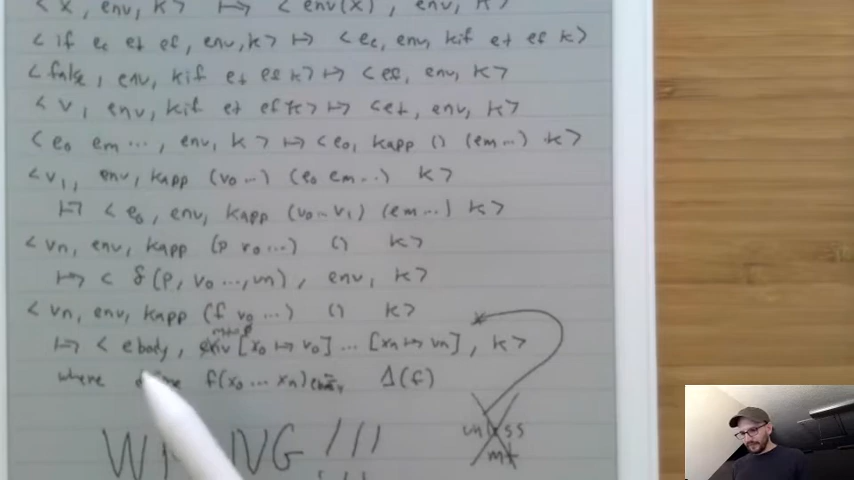 < x, env, k> ↦ < env(x), env, k>
< if ec et ef, env, k> ↦ <ec, env, kif et ef k>
<false, env, kif et ef k> ↦ <ef, env, k>
<v, env, kif et ef k> ↦ <et, env, k>
<e0 em..., env, k> ↦ <e0, kapp () (em...) k>
<v1, env, kapp (v0...) (e0 em...) k>
↦ < e0, env, kapp (v0... v1) (em...) k>
<vn, env, kapp (p v0...) () k>
↦ < δ(p, v0..., vn), env, k>
<vn, env, kapp (f v0...) () k>
↦ < ebody, env [x0 ↦ v0] ... [xn ↦ vn], k>
where f(x0 ... xn) Δ(f)
NG !!!
mt